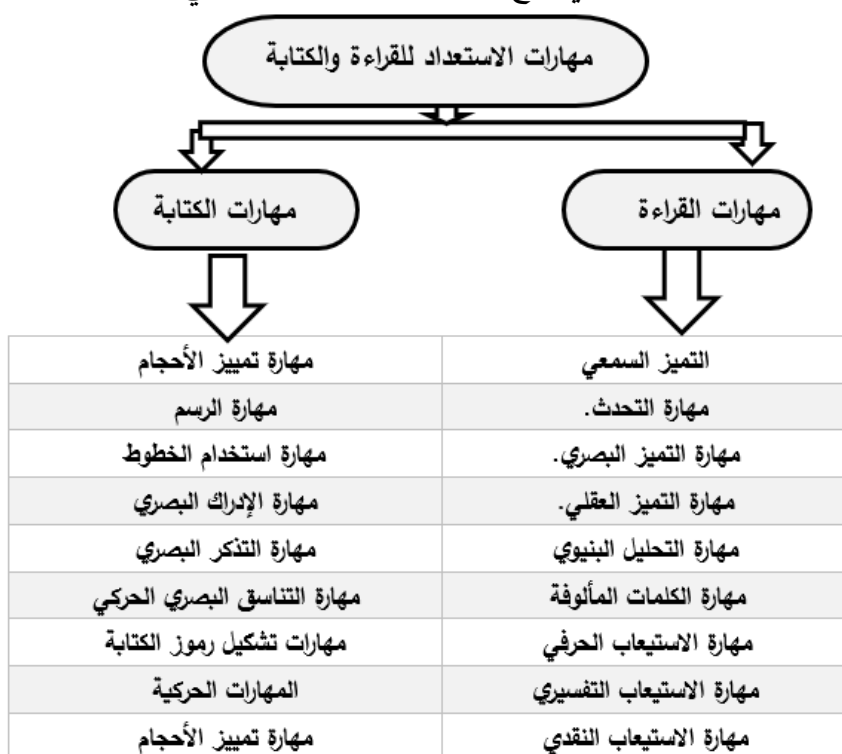 مهارات الاستعداد للقراءة والكتابة
مهارات القراءة
مهارات الكتابة
التميز السمعي
مهارة تمييز الأحجام
مهارة التحدث.
مهارة الرسم
مهارة التميز البصري.
مهارة استخدام الخطوط
مهارة التميز العقلي.
مهارة الإدراك البصري
مهارة التحليل البنيوي
مهارة التذكر البصري
مهارة الكلمات المألوفة
مهارة التناسق البصري الحركي
مهارة الاستيعاب الحرفي
مهارات تشكيل رموز الكتابة
مهارة الاستيعاب التفسيري
المهارات الحركية
مهارة الاستيعاب النقدي
مهارة تمييز الأحجام